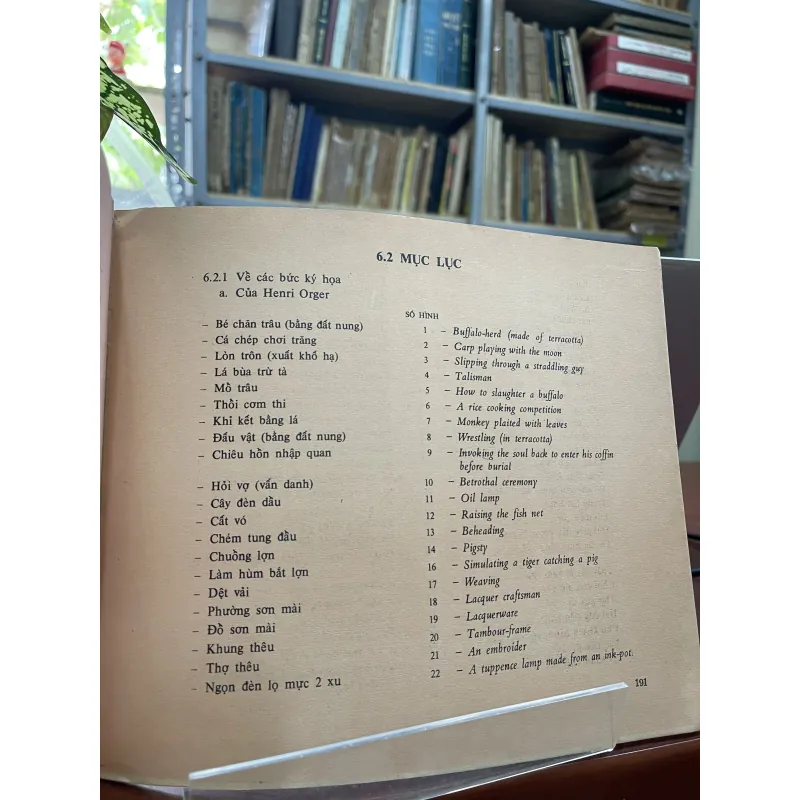 6.2 MỤC LỤC
6.2.1 Về các bức ký họa
a. Của Henri Orger
SỐ HÌNH
– Bé chăn trâu (bằng đất nung) 1 – Buffalo-herd (made of terracotta)
– Cá chép chơi trăng 2 – Carp playing with the moon
– Lòn trôn (xuất khố hạ) 3 – Slipping through a straddling guy
– Lá bùa trừ tà 4 – Talisman
– Mổ trâu 5 – How to slaughter a buffalo
– Thồi cơm thi 6 – A rice cooking competition
– Khỉ kết bằng lá 7 – Monkey plaited with leaves
– Đấu vật (bằng đất nung) 8 – Wrestling (in terracotta)
– Chiêu hồn nhập quan 9 – Invoking the soul back to enter his coffin
before burial
– Hỏi vợ (vấn danh) 10 – Betrothal ceremony
– Cây đèn dầu 11 – Oil lamp
– Cất vó 12 – Raising the fish net
– Chém tung đầu 13 – Beheading
– Chuồng lợn 14 – Pigsty
– Làm hùm bắt lợn 16 – Simulating a tiger catching a pig
– Dệt vải 17 – Weaving
– Phường sơn mài 18 – Lacquer craftsman
– Đồ sơn mài 19 – Lacquerware
– Khung thêu 20 – Tambour-frame
– Thợ thêu 21 – An embroider
– Ngọn đèn lọ mực 2 xu 22 – A tuppence lamp made from an ink-pot.
191